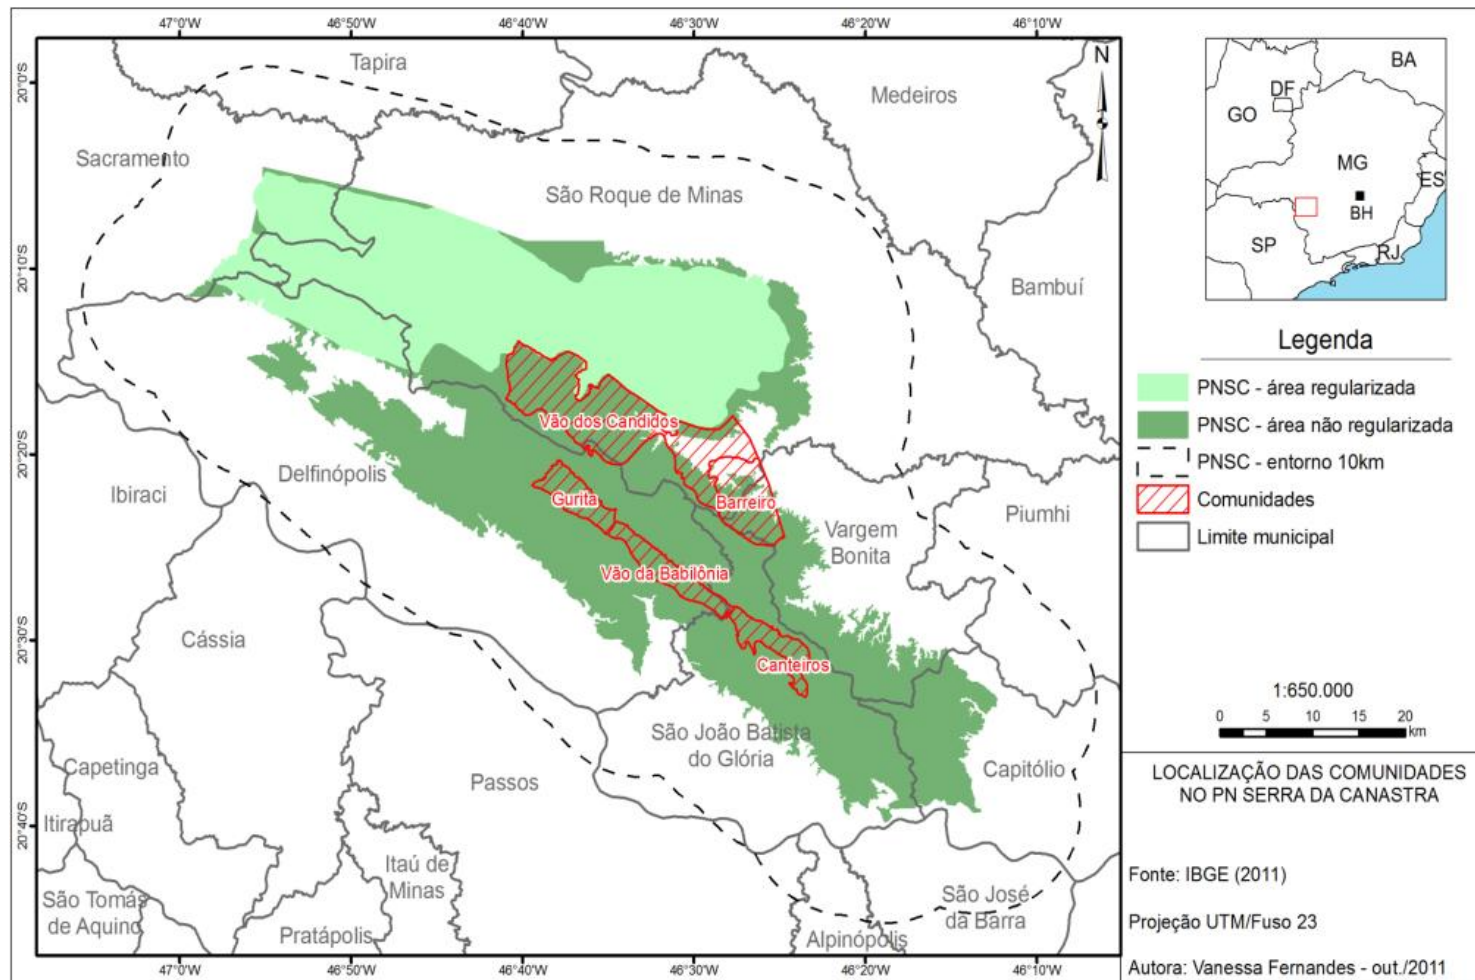 47°0'W
46°50'W
46°40'W
46°30'W
46°20'W
46°10'W
20°0'S
20°10'S
20°20'S
20°30'S
20°40'S
Tapira
Medeiros
Sacramento
São Roque de Minas
Bambuí
Vão dos Candidos
Delfinópolis
Ibiraci
Gurita
Barreiro
Vargem
Bonita
Piumhi
Vão da Babilônia
Cássia
Canteiros
São João Batista
do Glória
Capetinga
Passos
Capitólio
Itirapuã
Itaú de
Minas
São Tomás
de Aquino
Pratápolis
São José
da Barra
Alpinópolis
47°0'W
46°50'W
46°40'W
46°30'W
46°20'W
46°10'W
N
BA
DF
GO
MG
ES
BH
SP
RJ
Legenda
PNSC - área regularizada
PNSC - área não regularizada
PNSC - entorno 10km
Comunidades
Limite municipal
1:650.000
0 5 10 15 20
km
LOCALIZAÇÃO DAS COMUNIDADES
NO PN SERRA DA CANASTRA
Fonte: IBGE (2011)
Projeção UTM/Fuso 23
Autora: Vanessa Fernandes - out./2011